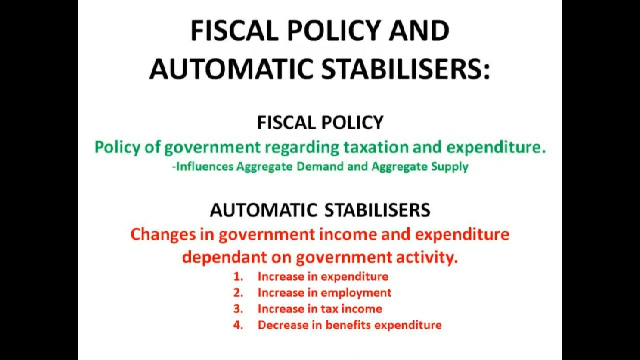 FISCAL POLICY AND
AUTOMATIC STABILISERS:
FISCAL POLICY
Policy of government regarding taxation and expenditure.
-Influences Aggregate Demand and Aggregate Supply
AUTOMATIC STABILISERS
Changes in government income and expenditure
dependant on government activity.
1. Increase in expenditure
2. Increase in employment
3. Increase in tax income
4. Decrease in benefits expenditure